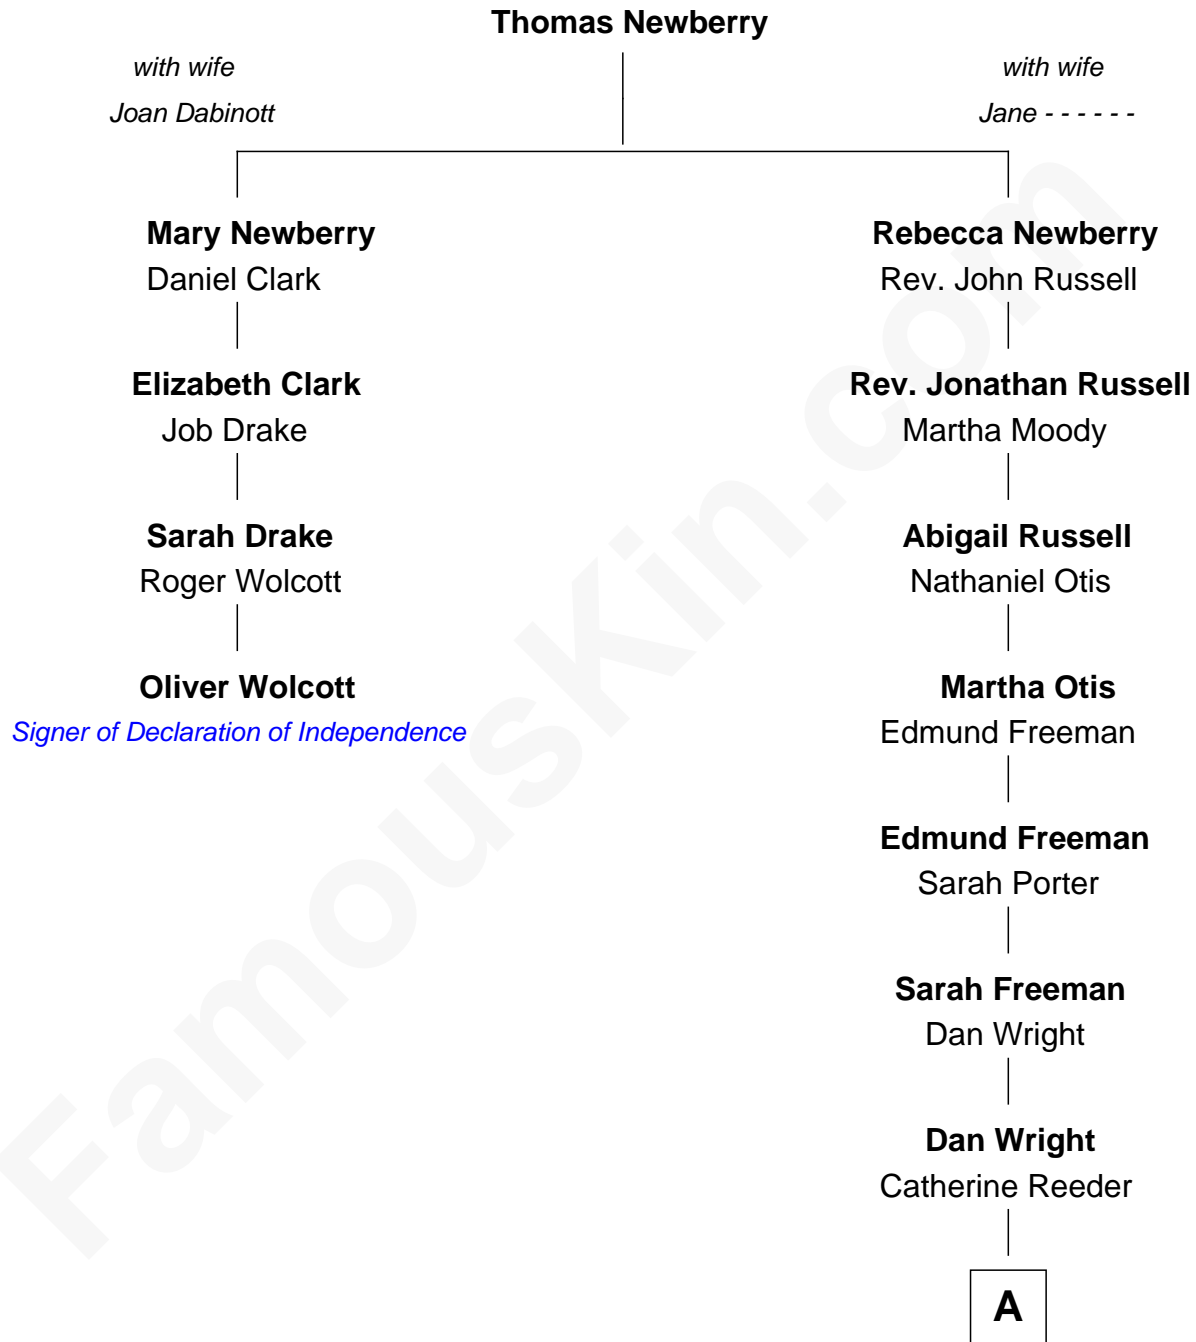 Thomas Newberry
with wife
Joan Dabinott
with wife
Jane - - - - - -
Mary Newberry
Daniel Clark
Rebecca Newberry
Rev. John Russell
Elizabeth Clark
Job Drake
Rev. Jonathan Russell
Martha Moody
Sarah Drake
Roger Wolcott
Abigail Russell
Nathaniel Otis
Oliver Wolcott
Signer of Declaration of Independence
Martha Otis
Edmund Freeman
Edmund Freeman
Sarah Porter
Sarah Freeman
Dan Wright
Dan Wright
Catherine Reeder
A
FamousKin.com